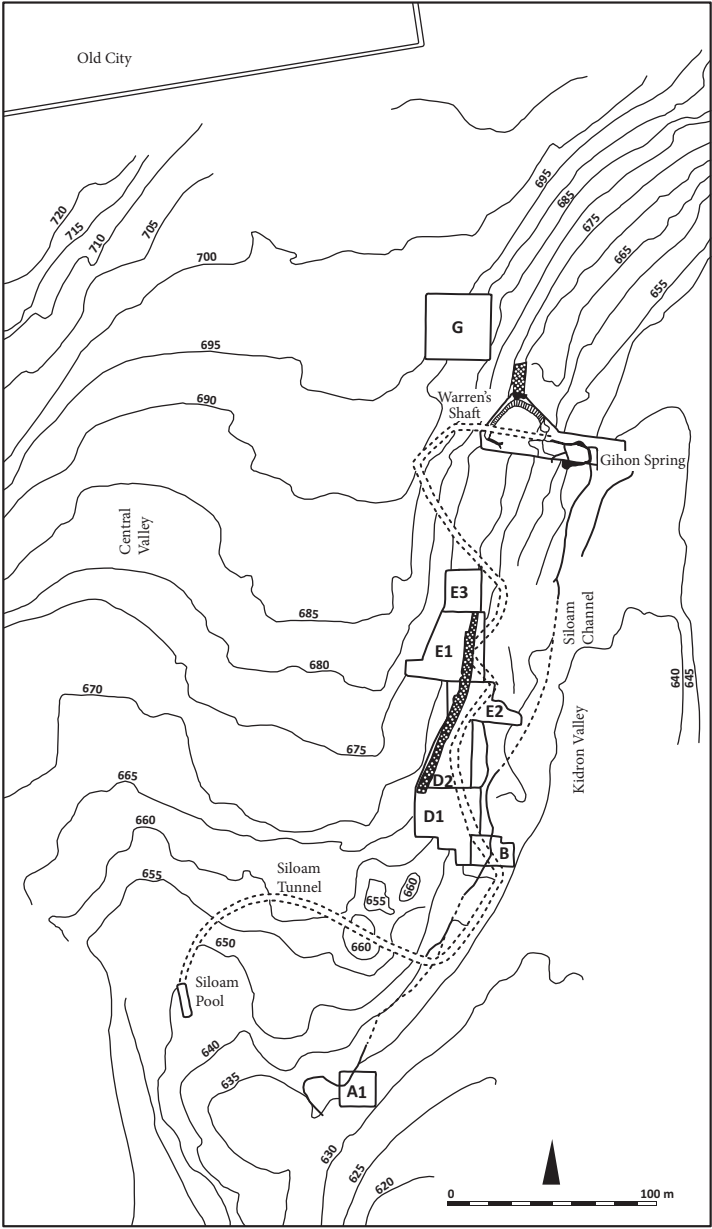 Old City
695
685
720
675
715
710
705
665
700
655
G
695
Warren's
Shaft
690
Gihon Spring
Central
Valley
E3
685
Siloam
Channel
E1
680
640
645
670
E2
Kidron Valley
675
D2
665
D1
660
B
Siloam
Tunnel
655
660
655
650
660
Siloam
Pool
640
635
A1
630
625
620
0
100 m